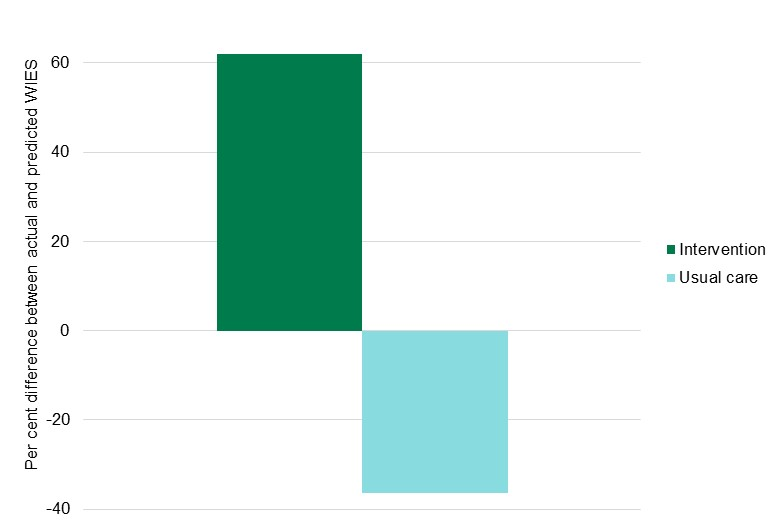 Per cent difference between actual and predicted WIES
60
40
20
0
-20
-40
Intervention
Usual care